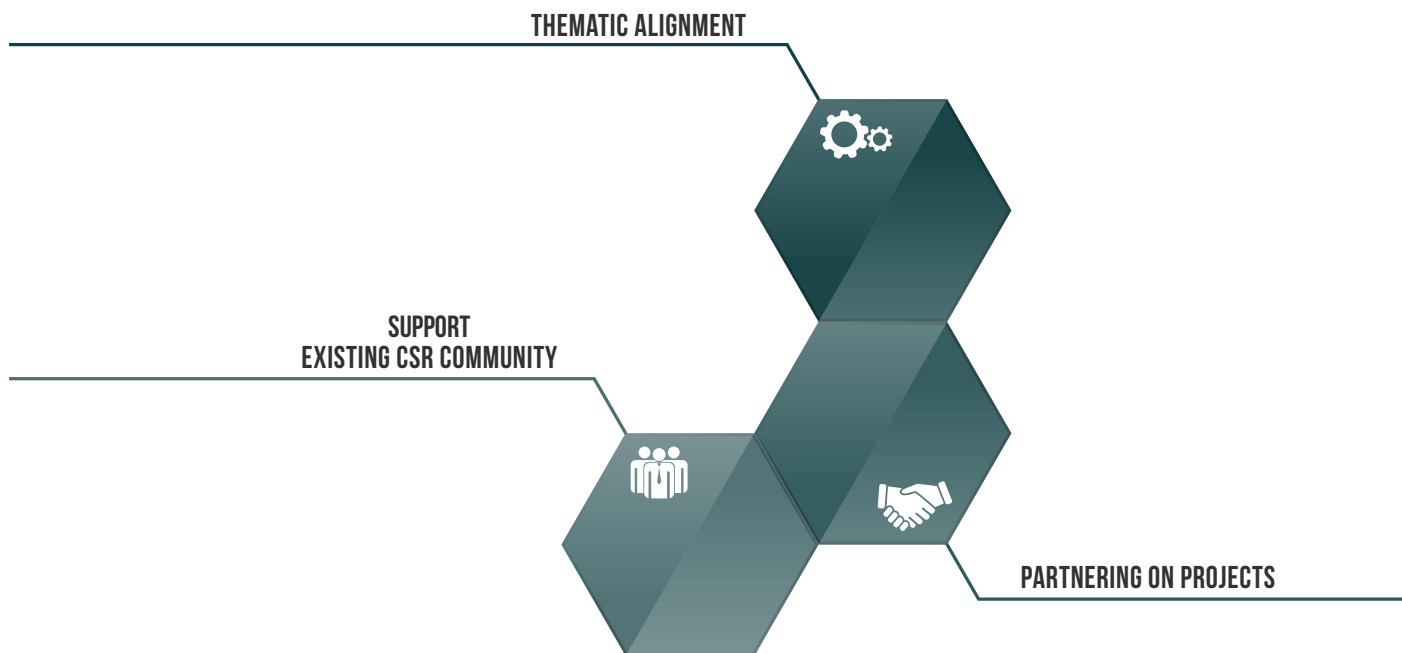 THEMATIC ALIGNMENT
SUPPORT
EXISTING CSR COMMUNITY
PARTNERING ON PROJECTS